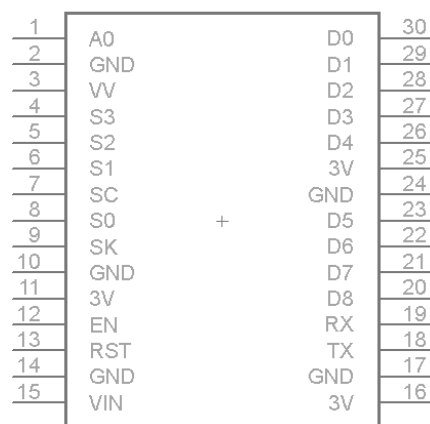 1 A0 D0 30
2 GND D1 29
3 VV D2 28
4 S3 D3 27
5 S2 D4 26
6 S1 3V 25
7 SC GND 24
8 S0 D5 23
9 SK D6 22
10 GND D7 21
11 3V D8 20
12 EN RX 19
13 RST TX 18
14 GND GND 17
15 VIN 3V 16